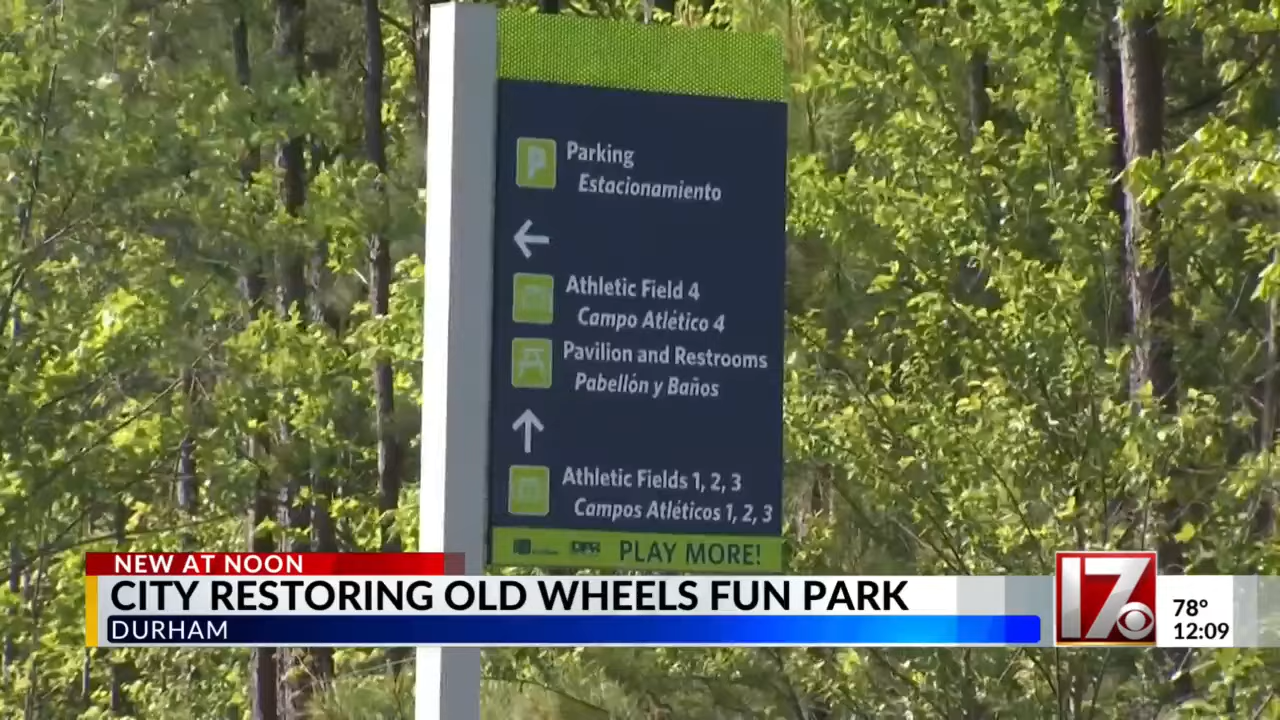 P
Parking
Estacionamiento
Athletic Field 4
Campo Atlético 4
Pavilion and Restrooms
Pabellón y Baños
Athletic Fields 1, 2, 3
Campos Atléticos 1, 2, 3
DPR PLAY MORE!
NEW AT NOON
CITY RESTORING OLD WHEELS FUN PARK
DURHAM
17
78°
12:09